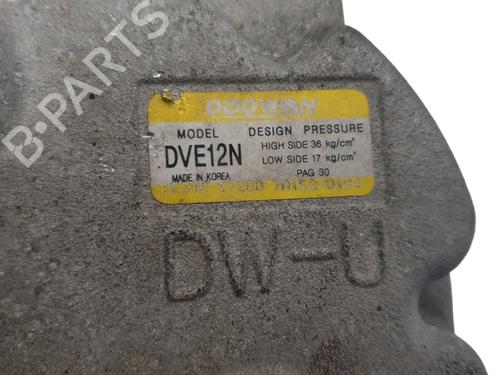 B-PARTS
DOOWON
MODEL DESIGN PRESSURE
DVE12N HIGH SIDE 36 kg/cm²
LOW SIDE 17 kg/cm²
MADE IN KOREA PAG 30
DW-U